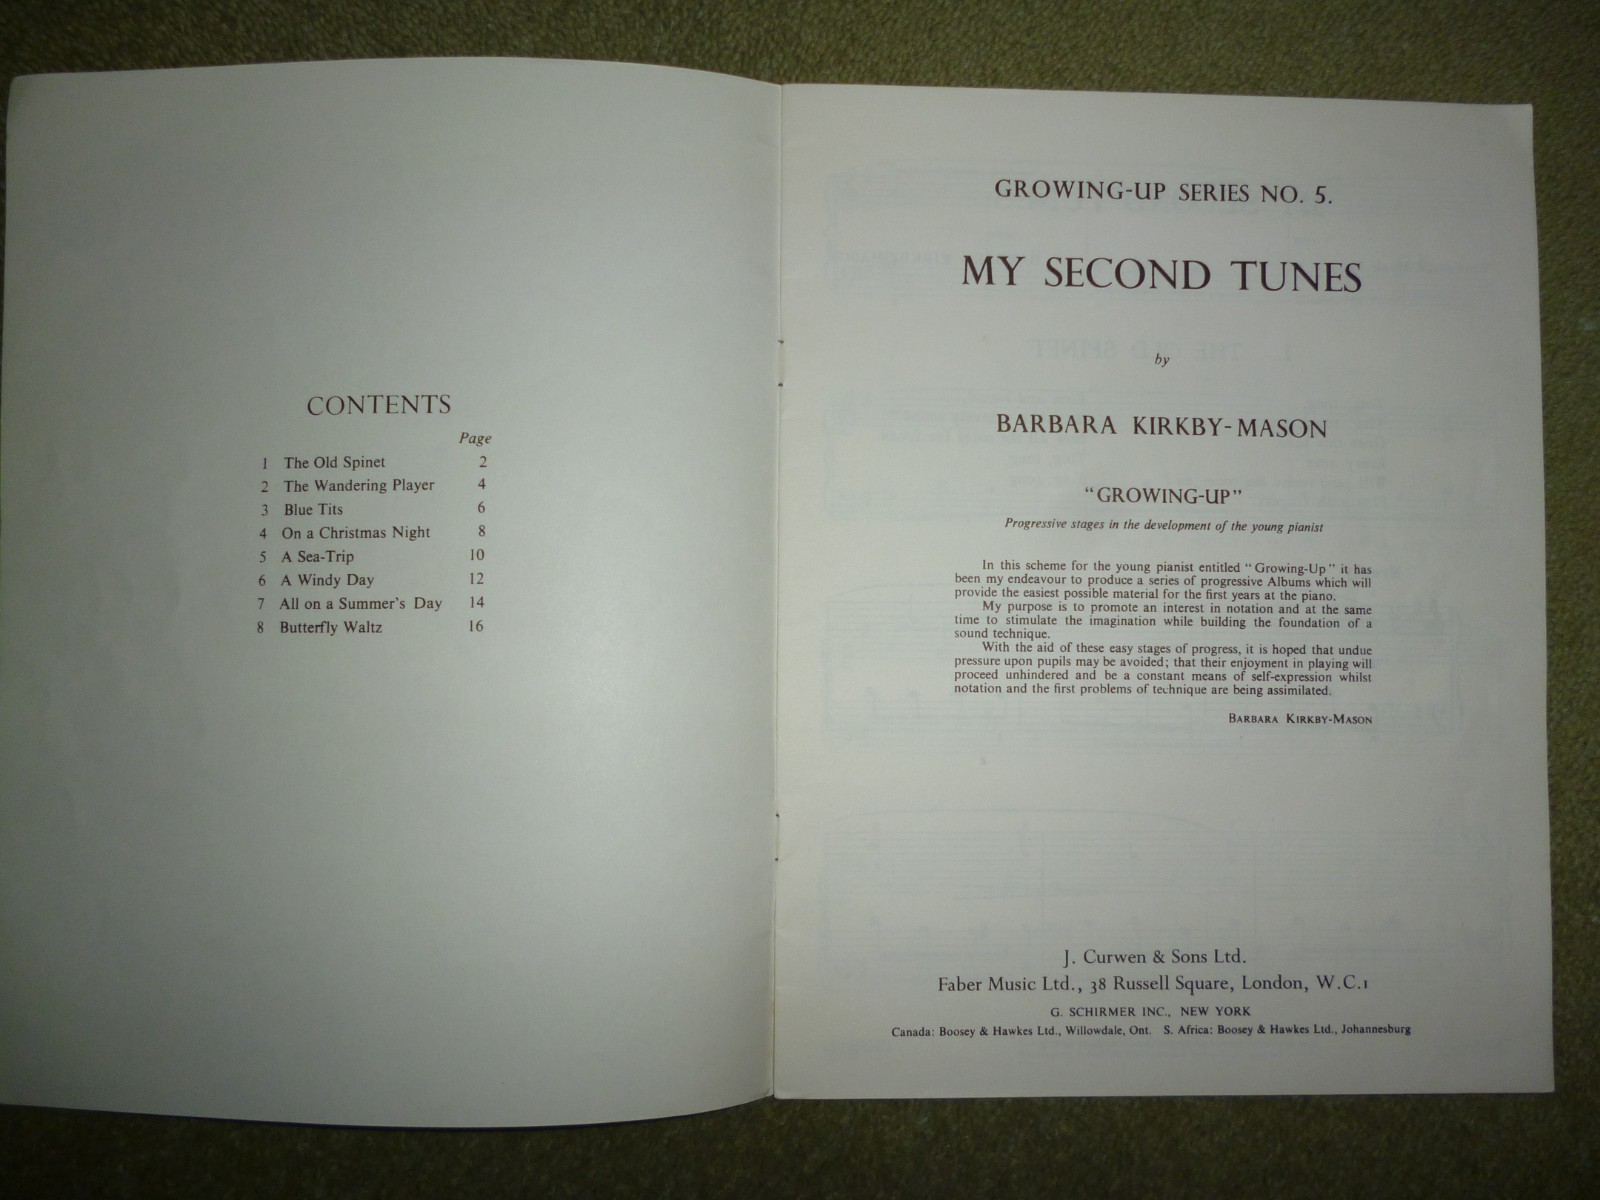 CONTENTS
Page
1 The Old Spinet 2
2 The Wandering Player 4
3 Blue Tits 6
4 On a Christmas Night 8
5 A Sea-Trip 10
6 A Windy Day 12
7 All on a Summer's Day 14
8 Butterfly Waltz 16
GROWING-UP SERIES NO. 5.
MY SECOND TUNES
by
BARBARA KIRKBY-MASON
"GROWING-UP"
Progressive stages in the development of the young pianist
In this scheme for the young pianist entitled "Growing-Up" it has
been my endeavour to produce a series of progressive Albums which will
provide the easiest possible material for the first years at the piano.
My purpose is to promote an interest in notation and at the same
time to stimulate the imagination while building the foundation of a
sound technique.
With the aid of these easy stages of progress, it is hoped that undue
pressure upon pupils may be avoided; that their enjoyment in playing will
proceed unhindered and be a constant means of self-expression whilst
notation and the first problems of technique are being assimilated.
BARBARA KIRKBY-MASON
J. Curwen & Sons Ltd.
Faber Music Ltd., 38 Russell Square, London, W.C.1
G. SCHIRMER INC., NEW YORK
Canada: Boosey & Hawkes Ltd., Willowdale, Ont. S. Africa: Boosey & Hawkes Ltd., Johannesburg